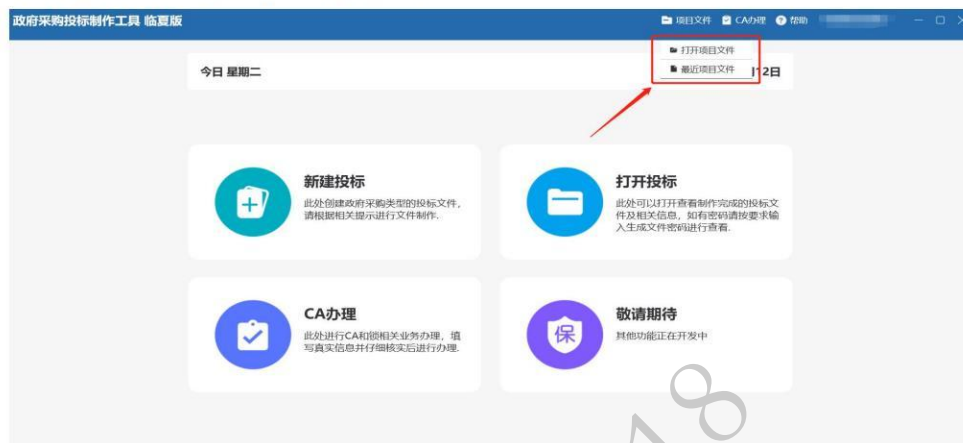 政府采购投标制作工具 临夏版
项目文件 CA办理 帮助
打开项目文件
最近项目文件
今日 星期二
12日
新建投标
此处创建政府采购类型的投标文件，
请根据相关提示进行文件制作.
打开投标
此处可以打开查看制作完成的投标文
件及相关信息，如有密码请按要求输
入生成文件密码进行查看.
CA办理
此处进行CA和锁相关业务办理，填
写真实信息并仔细核实后进行办理.
敬请期待
保
其他功能正在开发中
18